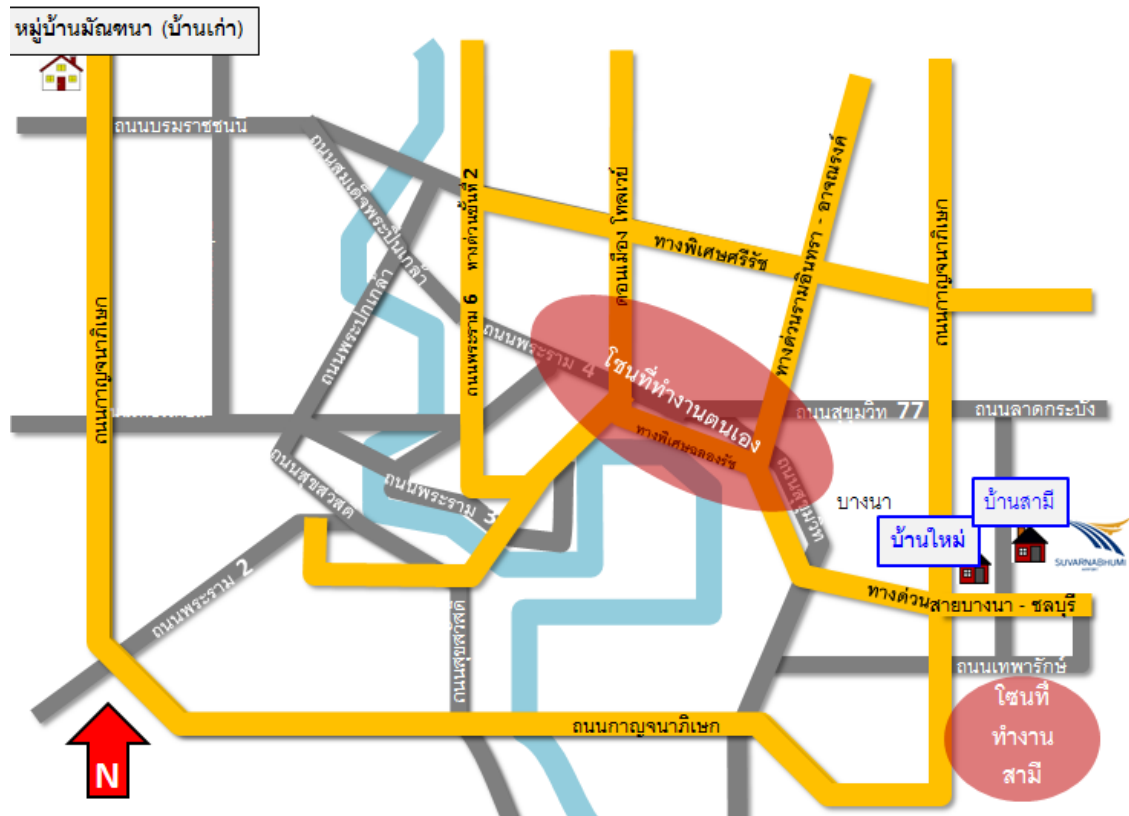 หมู่บ้านมัณฑนา (บ้านเก่า)
ถนนบรมราชชนนี
ถนนสมเด็จพระปิ่นเกล้า
ทางด่วนขั้นที่ 2
ดอนเมือง โทลเวย์
ทางพิเศษศรีรัช
ทางด่วนรามอินทรา - อาจณรงค์
ถนนกาญจนาภิเษก
ถนนกาญจนาภิเษก
ถนนพระปกเกล้า
ถนนพระราม 6
ถนนพระราม 4
โซนที่ทำงานตนเอง
ทางพิเศษฉลองรัช
ถนนสุขุมวิท 77
ถนนลาดกระบัง
ถนนสุขสวสดิ์
ถนนพระราม 3
ถนนสุขุมวิท
บางนา
บ้านสามี
บ้านใหม่
SUVARNABHUMI
ถนนพระราม 2
ทางด่วนสายบางนา - ชลบุรี
ถนนสุขสวัสดิ์
ถนนเทพารักษ์
ถนนกาญจนาภิเษก
โซนที่
ทำงาน
สามี
N